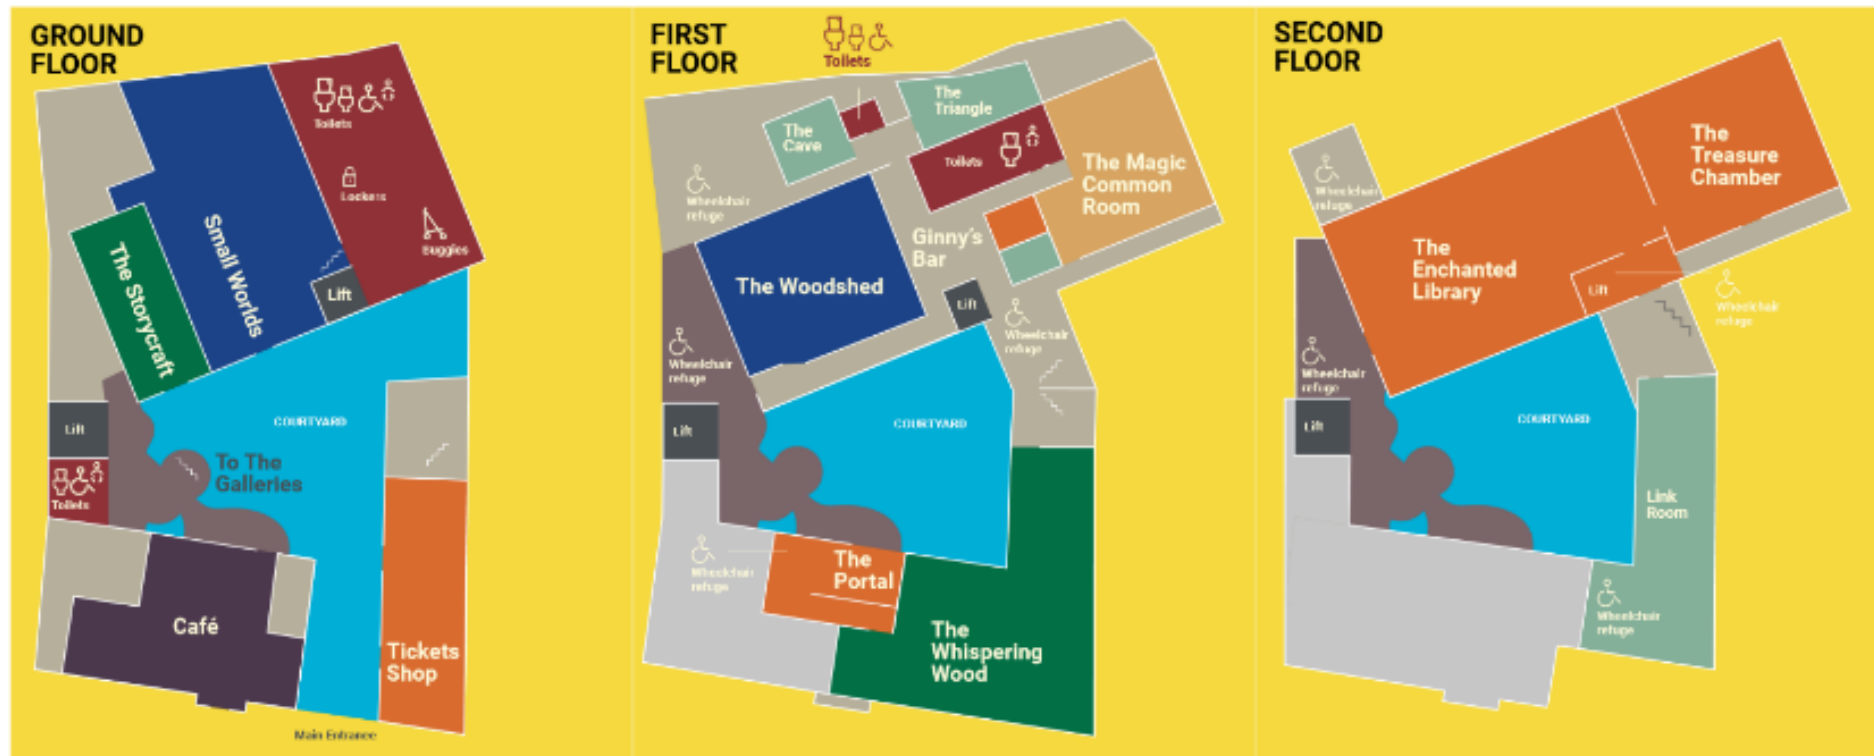 GROUND
FLOOR
Toilets
Lockers
Buggies
Small Worlds
The Storycraft
Lift
COURTYARD
Lift
To The
Galleries
Toilets
Café
Tickets
Shop
Main Entrance
FIRST
FLOOR
Toilets
The
Triangle
The
Cave
Toilets
The Magic
Common
Room
Wheelchair
refuge
Ginny's
Bar
The Woodshed
Lift
Wheelchair
refuge
Wheelchair
refuge
Lift
COURTYARD
The
Portal
Wheelchair
refuge
The
Whispering
Wood
SECOND
FLOOR
The
Treasure
Chamber
Wheelchair
refuge
The
Enchanted
Library
Lift
Wheelchair
refuge
Wheelchair
refuge
Lift
COURTYARD
Link
Room
Wheelchair
refuge